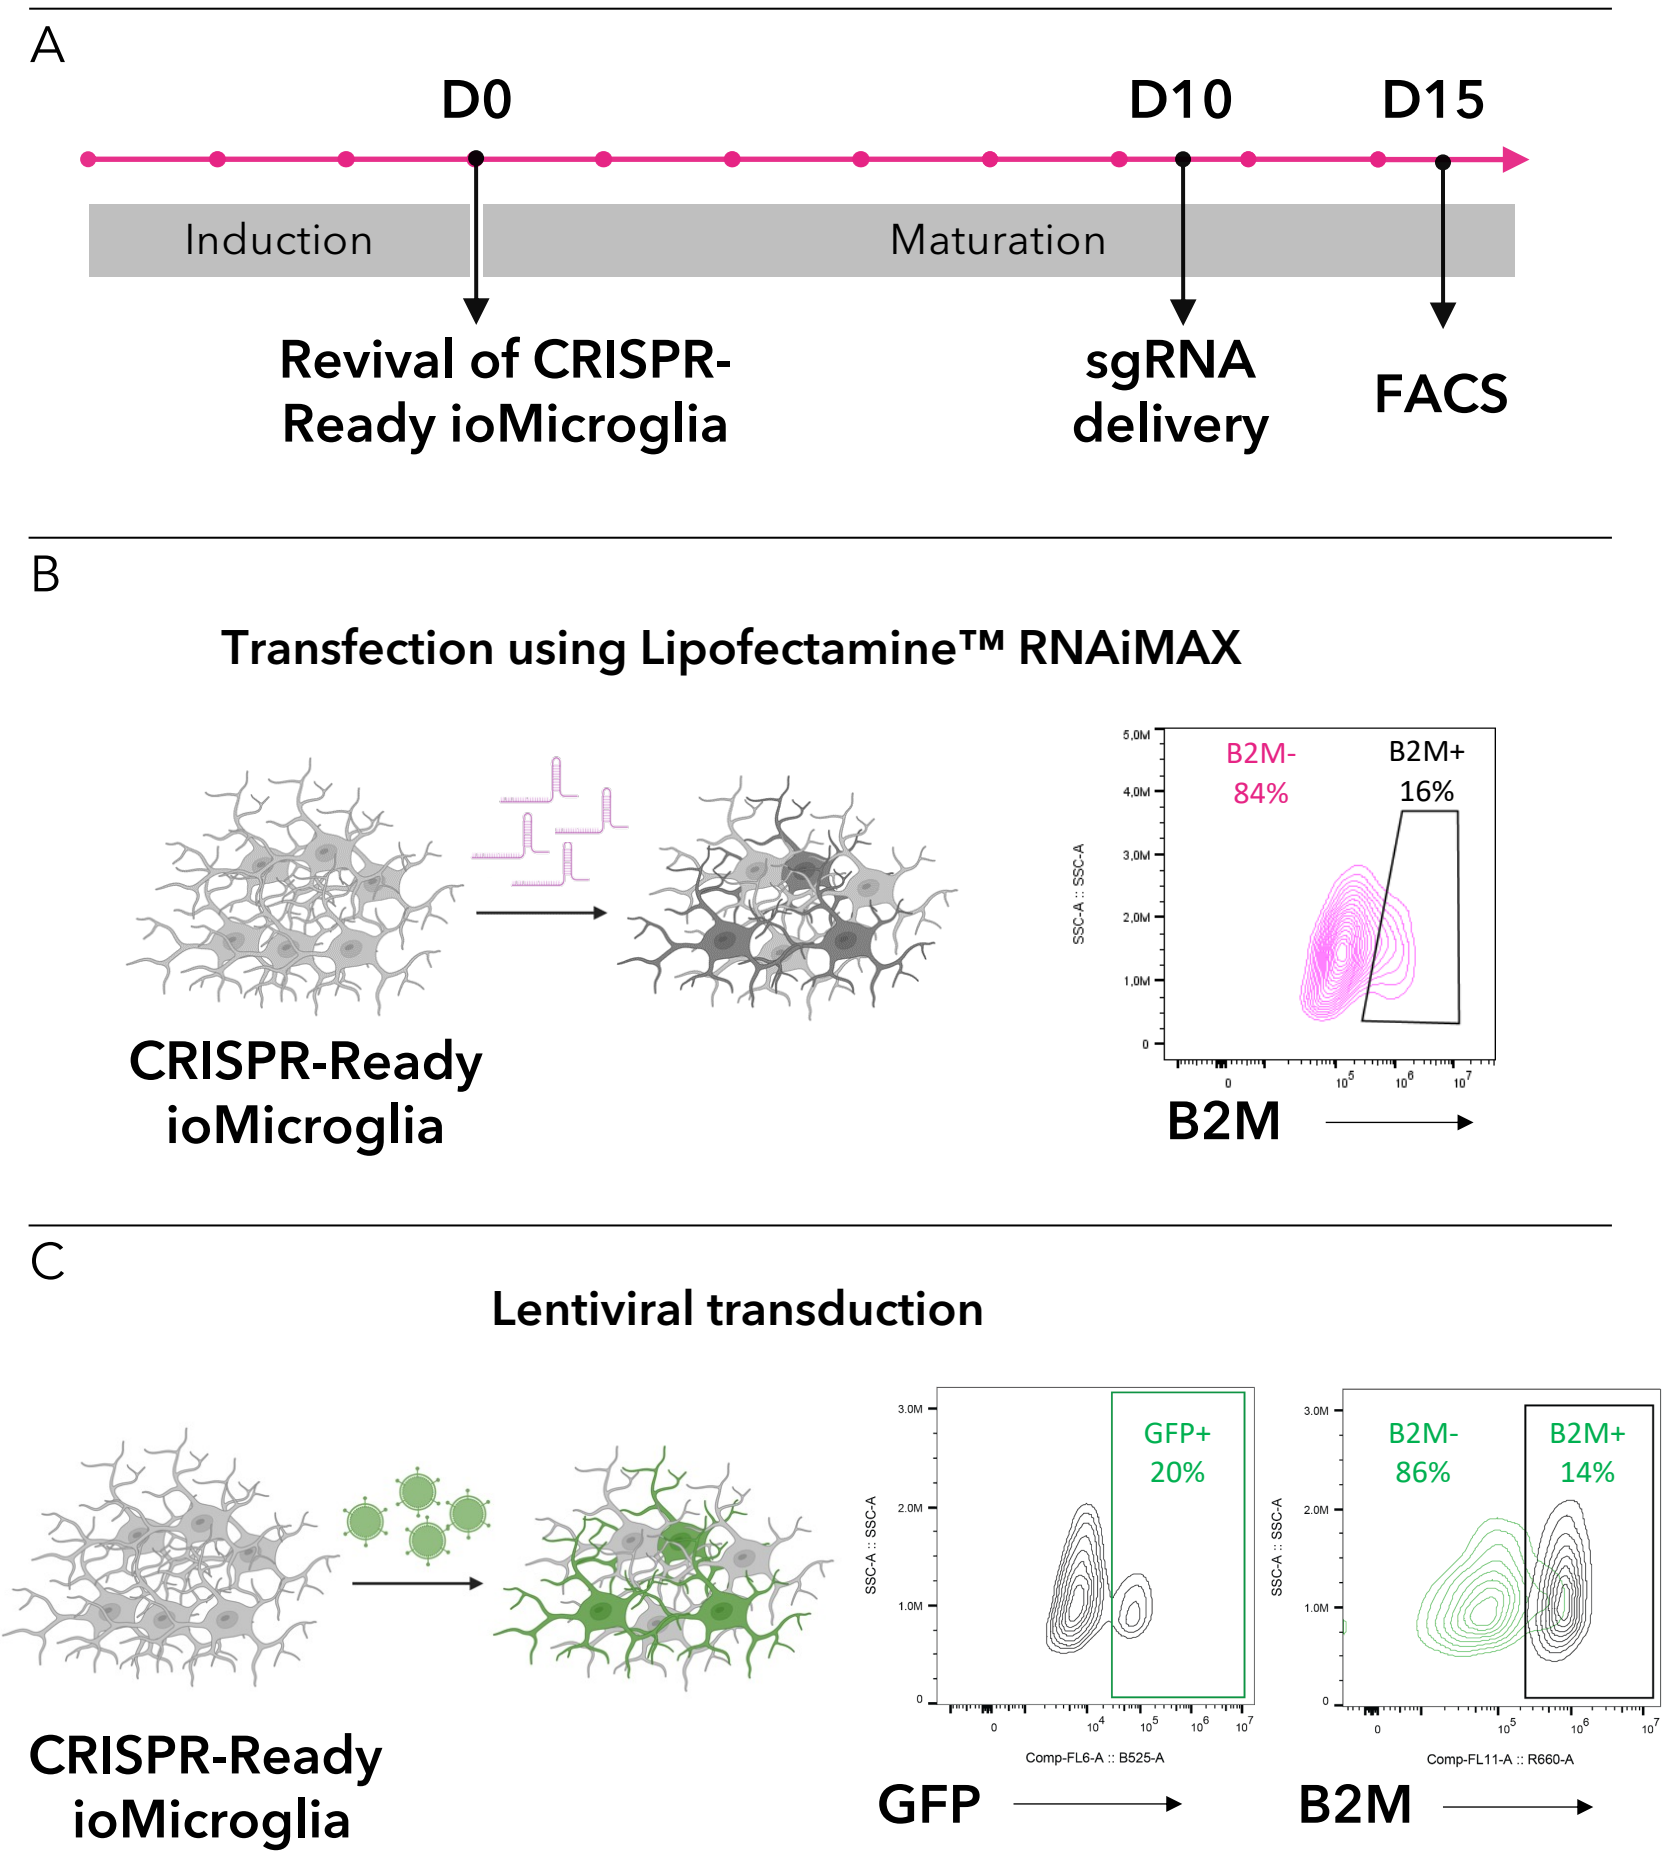 A
D0
D10
D15
Induction
Maturation
Revival of CRISPR-
Ready ioMicroglia
sgRNA
delivery
FACS
B
Transfection using Lipofectamine™ RNAiMAX
CRISPR-Ready
ioMicroglia
5,0M
4,0M
3,0M
2,0M
1,0M
0
SSC-A :: SSC-A
B2M-
84%
B2M+
16%
0
10^5
10^6
10^7
B2M
C
Lentiviral transduction
CRISPR-Ready
ioMicroglia
3.0M
2.0M
1.0M
0
SSC-A :: SSC-A
GFP+
20%
0
10^4
10^5
10^6
10^7
Comp-FL6-A :: B525-A
GFP
3.0M
2.0M
1.0M
0
SSC-A :: SSC-A
B2M-
86%
B2M+
14%
0
10^5
10^6
10^7
Comp-FL11-A :: R660-A
B2M